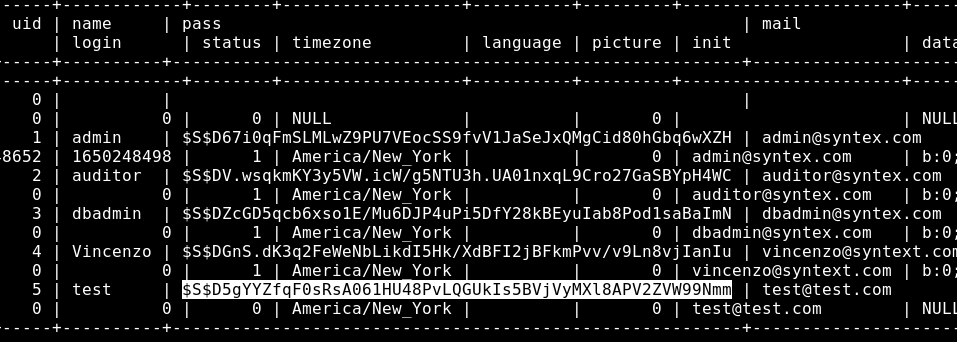 -----+-----------+--------+------------------+----------+---------+----------------------+-----
 uid | name     | pass                                                    | mail
     | login      | status | timezone         | language | picture | init                 | data
-----+----------+---------------------------------------------------------+---------------------
-----+-----------+--------+------------------+----------+---------+----------------------+-----
   0 |          |                                                         |
   0 |          0 |      0 | NULL             |          |       0 |                      | NULL
   1 | admin    | $S$D67i0qFmSLMLwZ9PU7VEocSS9fvV1JaSeJxQMgCid80hGbq6wXZH | admin@syntex.com
48652 | 1650248498 |      1 | America/New_York |          |       0 | admin@syntex.com     | b:0;
   2 | auditor  | $S$DV.wsqkmKY3y5VW.icW/g5NTU3h.UA01nxqL9Cro27GaSBYpH4WC | auditor@syntex.com
   0 |          0 |      1 | America/New_York |          |       0 | auditor@syntex.com   | b:0;
   3 | dbadmin  | $S$DZcGD5qcb6xso1E/Mu6DJP4uPi5DfY28kBEyuIab8Pod1saBaImN | dbadmin@syntex.com
   0 |          0 |      1 | America/New_York |          |       0 | dbadmin@syntex.com   | b:0;
   4 | Vincenzo | $S$DGnS.dK3q2FeWeNbLikdI5Hk/XdBFI2jBFkmPvv/v9Ln8vjIanIu | vincenzo@syntext.com
   0 |          0 |      1 | America/New_York |          |       0 | vincenzo@syntext.com | b:0;
   5 | test     | $S$D5gYYZfqF0sRsA061HU48PvLQGUkIs5BVjVyMXl8APV2ZVW99Nmm | test@test.com
   0 |          0 |      0 | America/New_York |          |       0 | test@test.com        | NULL
-----+----------+---------------------------------------------------------+---------------------